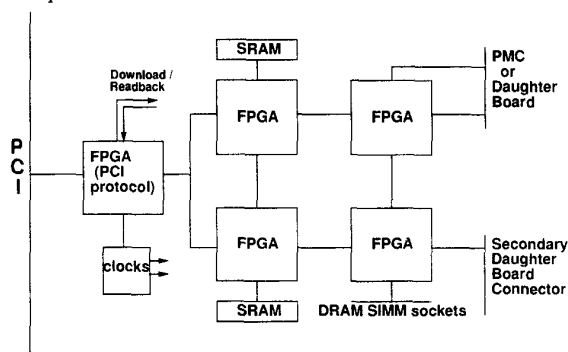 SRAM
Download /
Readback
PMC
or
Daughter
Board
FPGA
FPGA
P
C
I
FPGA
(PCI
protocol)
clocks
FPGA
FPGA
Secondary
Daughter
Board
Connector
SRAM
DRAM SIMM sockets